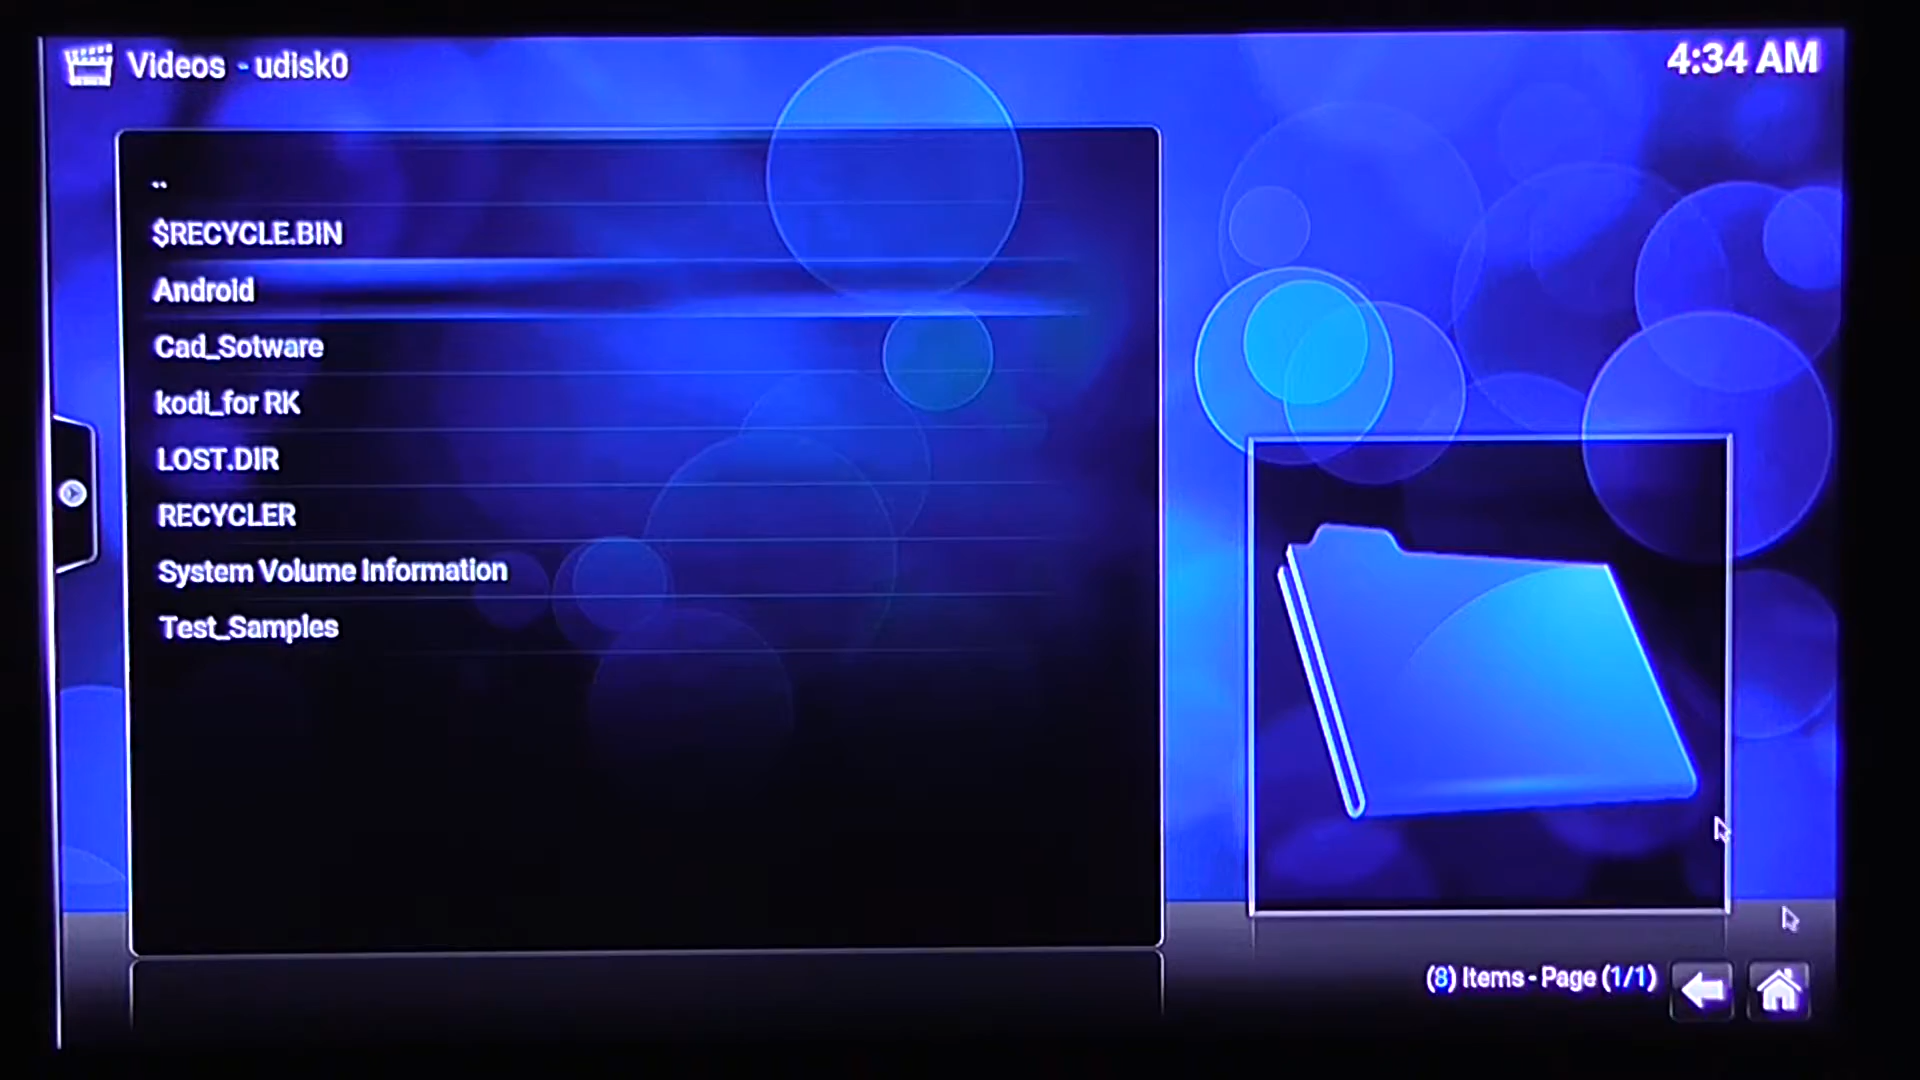 Videos - udisk0
4:34 AM
..
$RECYCLE.BIN
Android
Cad_Sotware
kodi_for RK
LOST.DIR
RECYCLER
System Volume Information
Test_Samples
(8) Items - Page (1/1)